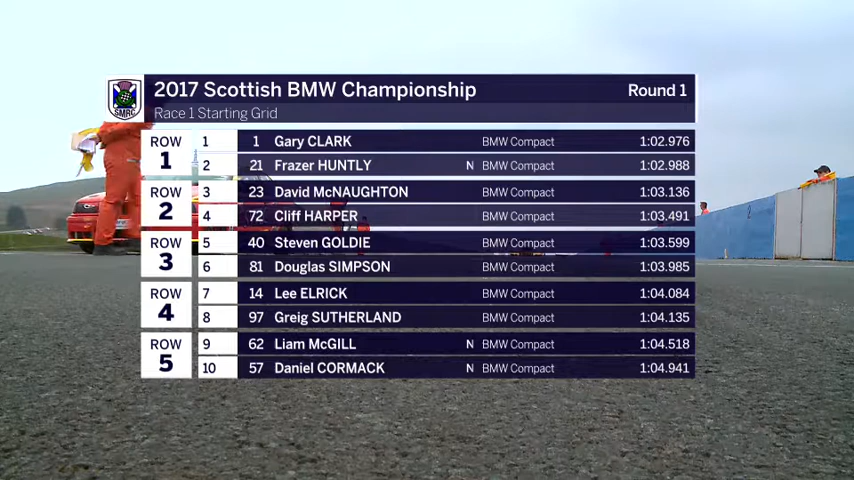 2017 Scottish BMW Championship Round 1
SMRC
Race 1 Starting Grid
ROW 1
1 1 Gary CLARK BMW Compact 1:02.976
2 21 Frazer HUNTLY N BMW Compact 1:02.988
ROW 2
3 23 David McNAUGHTON BMW Compact 1:03.136
4 72 Cliff HARPER BMW Compact 1:03.491
ROW 3
5 40 Steven GOLDIE BMW Compact 1:03.599
6 81 Douglas SIMPSON BMW Compact 1:03.985
ROW 4
7 14 Lee ELRICK BMW Compact 1:04.084
8 97 Greig SUTHERLAND BMW Compact 1:04.135
ROW 5
9 62 Liam McGILL N BMW Compact 1:04.518
10 57 Daniel CORMACK N BMW Compact 1:04.941